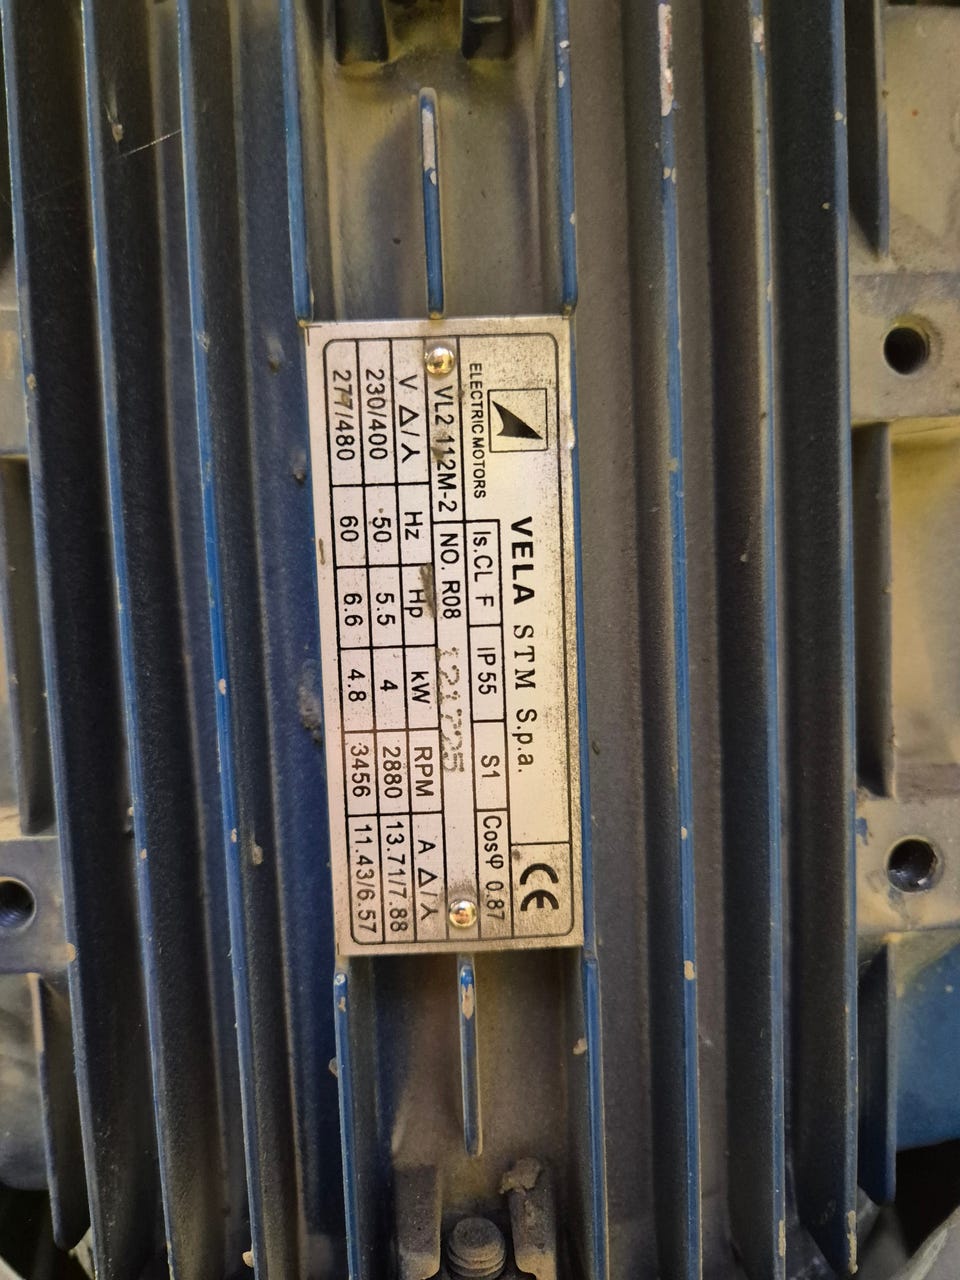 VELA STM S.p.a.
CE
ELECTRIC MOTORS
Is.CL F IP 55 S1 Cosφ 0.87
VL2 112M-2 NO. R08
V Δ/⅄ Hz Hp kW RPM A Δ/⅄
230/400 50 5.5 4 2880 13.71/7.88
277/480 60 6.6 4.8 3456 11.43/6.57